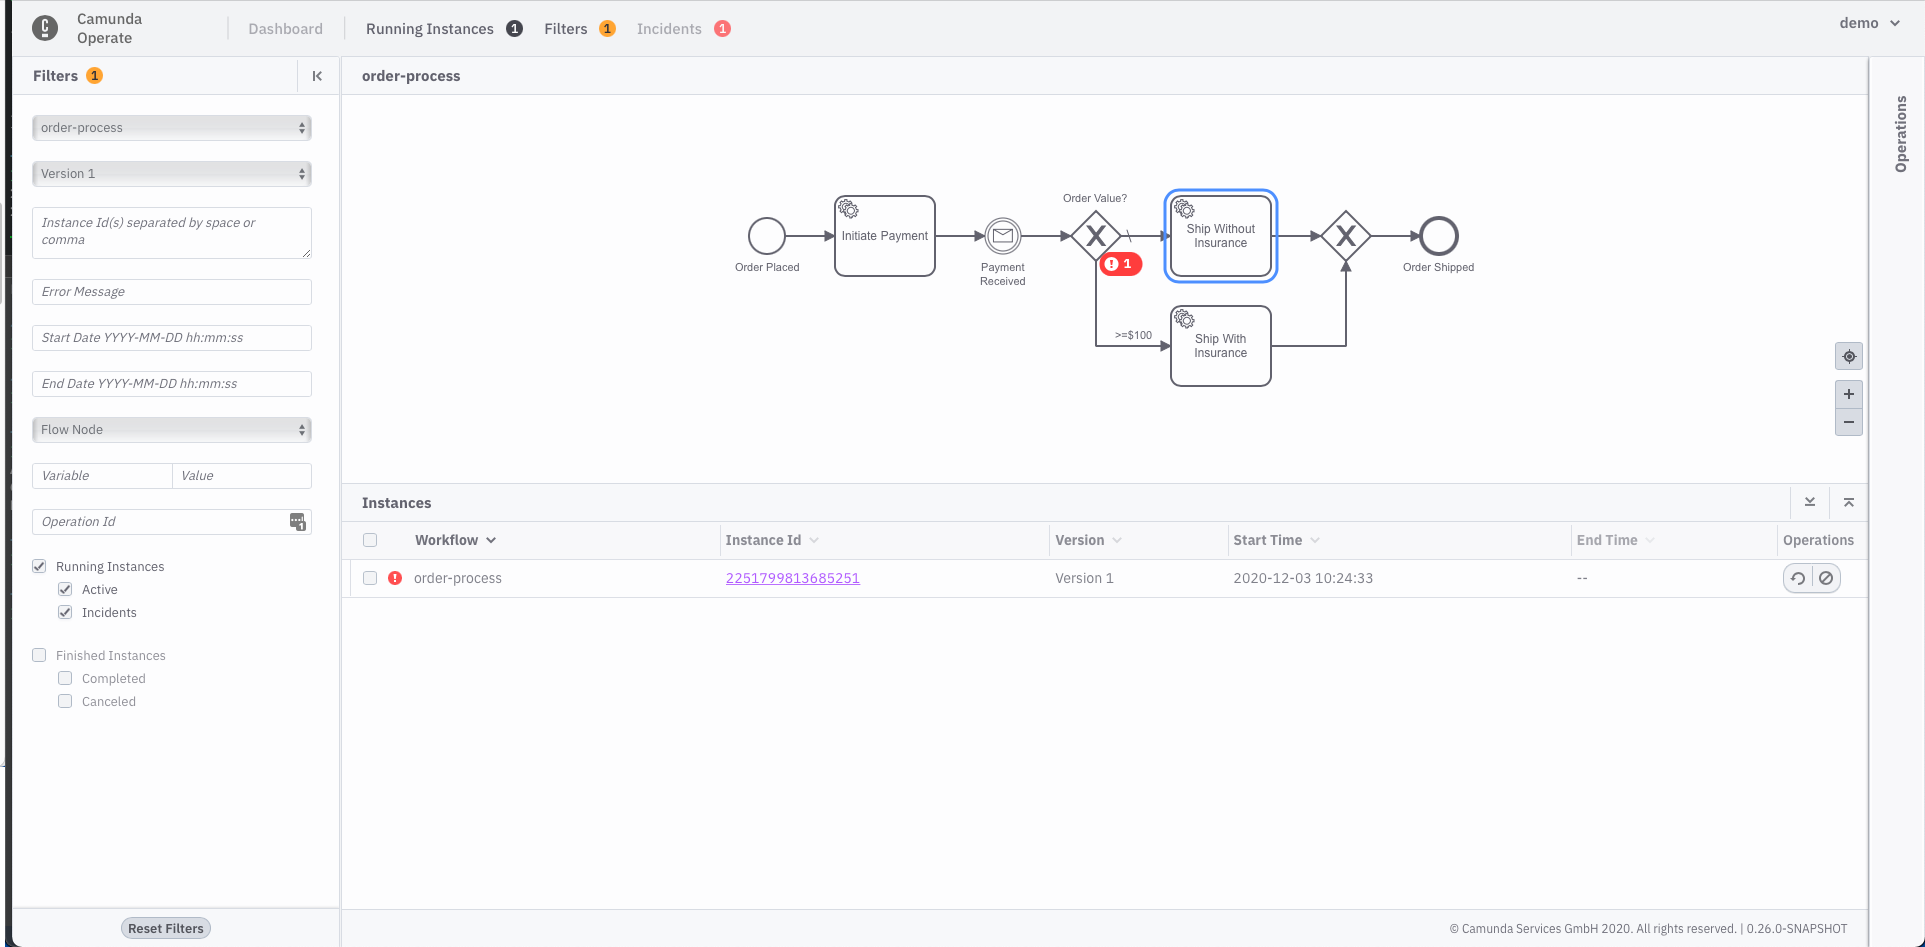 Camunda
Operate
Dashboard
Running Instances 1
Filters 1
Incidents 1
demo
Filters 1
order-process
Version 1
Instance Id(s) separated by space or
comma
Error Message
Start Date YYYY-MM-DD hh:mm:ss
End Date YYYY-MM-DD hh:mm:ss
Flow Node
Variable
Value
Operation Id
Running Instances
Active
Incidents
Finished Instances
Completed
Canceled
Reset Filters
order-process
Order Placed
Initiate Payment
Payment
Received
Order Value?
1
>=$100
Ship Without
Insurance
Ship With
Insurance
Order Shipped
+
−
Operations
Instances
Workflow
Instance Id
Version
Start Time
End Time
Operations
order-process
2251799813685251
Version 1
2020-12-03 10:24:33
--
© Camunda Services GmbH 2020. All rights reserved. | 0.26.0-SNAPSHOT